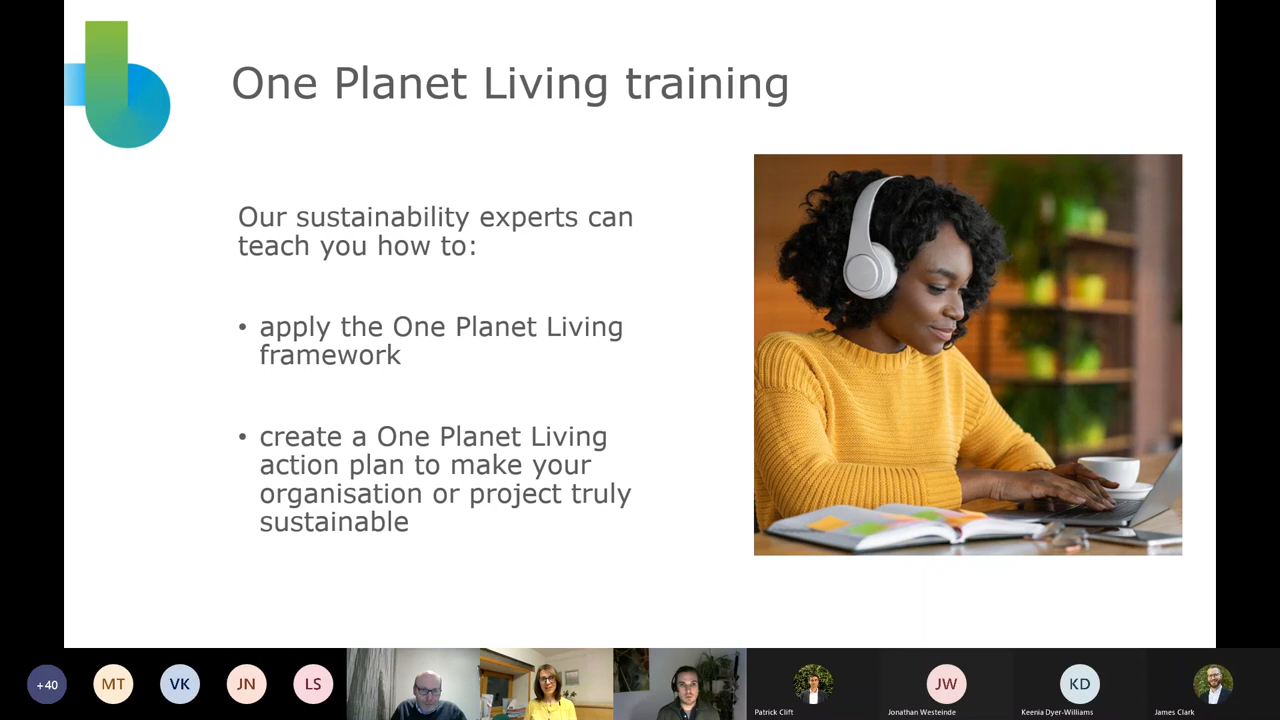 One Planet Living training
Our sustainability experts can
teach you how to:
• apply the One Planet Living
framework
• create a One Planet Living
action plan to make your
organisation or project truly
sustainable
+40
MT
VK
JN
LS
Patrick Clift
JW
Jonathan Westeinde
KD
Keenia Dyer-Williams
James Clark